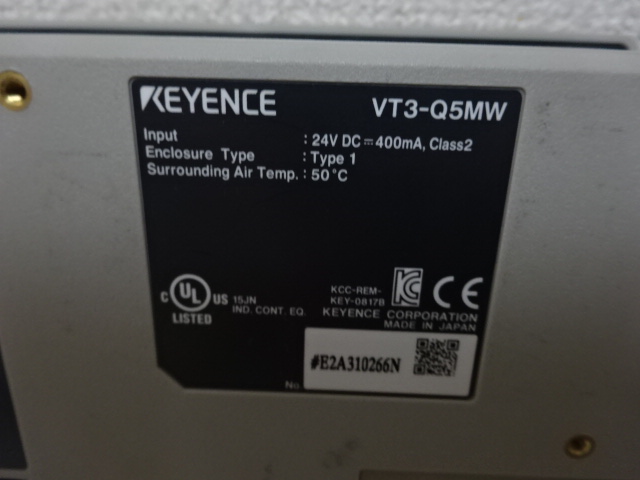 KEYENCE VT3-Q5MW
Input : 24V DC⎓400mA, Class2
Enclosure Type : Type 1
Surrounding Air Temp. : 50°C
C UL US
LISTED
15JN
IND. CONT. EQ.
KCC-REM-
KEY-0817B
KEYENCE CORPORATION
MADE IN JAPAN
No. #E2A310266N